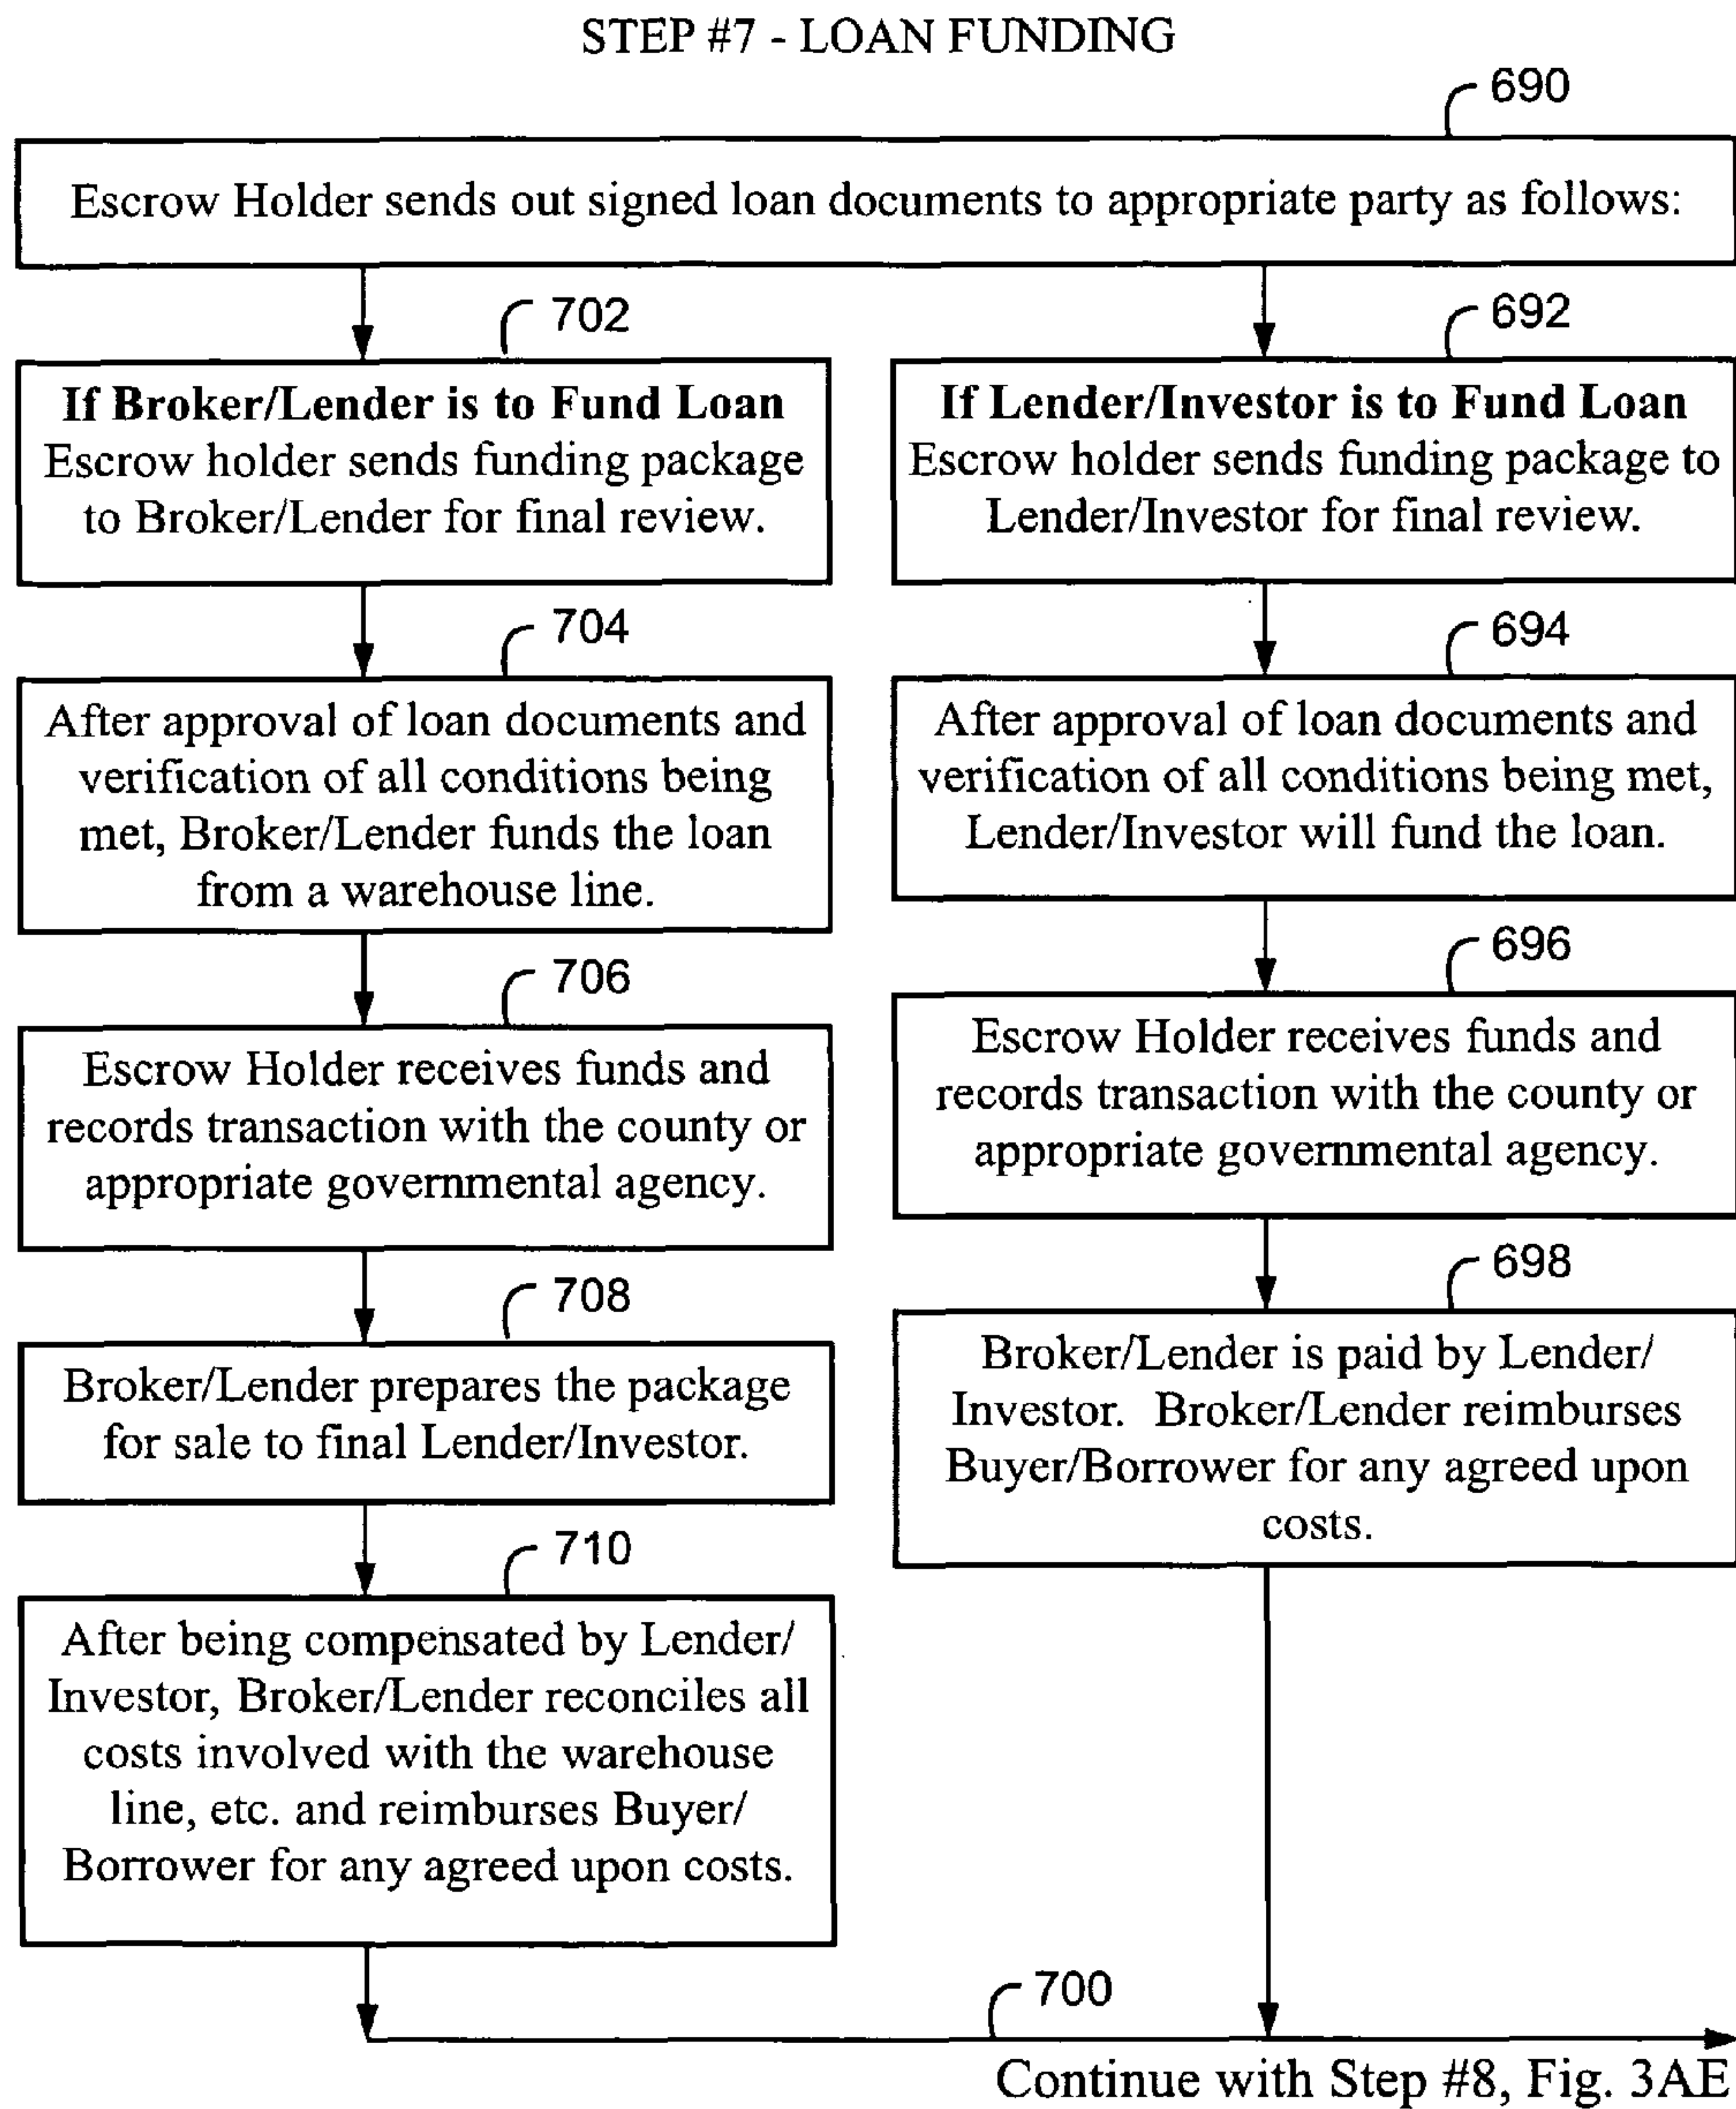 STEP #7 - LOAN FUNDING
690
Escrow Holder sends out signed loan documents to appropriate party as follows:
702
If Broker/Lender is to Fund Loan
Escrow holder sends funding package
to Broker/Lender for final review.
704
After approval of loan documents and
verification of all conditions being
met, Broker/Lender funds the loan
from a warehouse line.
706
Escrow Holder receives funds and
records transaction with the county or
appropriate governmental agency.
708
Broker/Lender prepares the package
for sale to final Lender/Investor.
710
After being compensated by Lender/
Investor, Broker/Lender reconciles all
costs involved with the warehouse
line, etc. and reimburses Buyer/
Borrower for any agreed upon costs.
692
If Lender/Investor is to Fund Loan
Escrow holder sends funding package to
Lender/Investor for final review.
694
After approval of loan documents and
verification of all conditions being met,
Lender/Investor will fund the loan.
696
Escrow Holder receives funds and
records transaction with the county or
appropriate governmental agency.
698
Broker/Lender is paid by Lender/
Investor.  Broker/Lender reimburses
Buyer/Borrower for any agreed upon
costs.
700
Continue with Step #8, Fig. 3AE